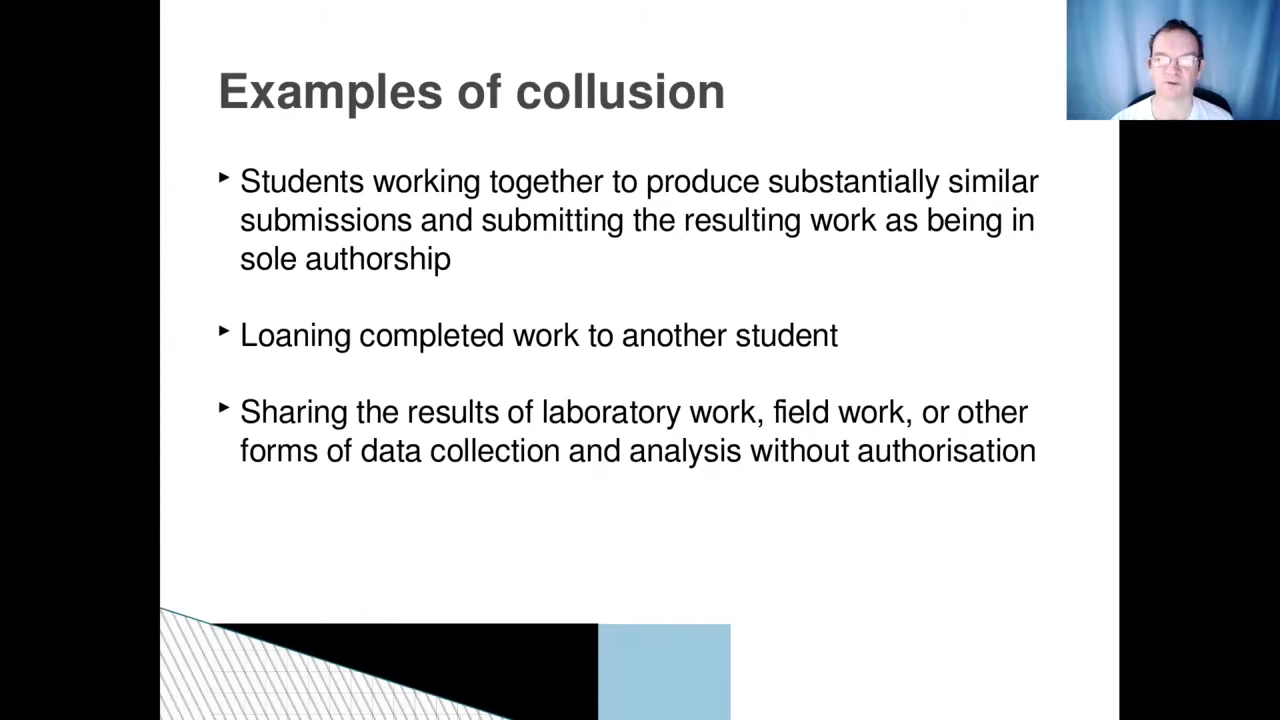 Examples of collusion
Students working together to produce substantially similar
submissions and submitting the resulting work as being in
sole authorship
Loaning completed work to another student
Sharing the results of laboratory work, field work, or other
forms of data collection and analysis without authorisation